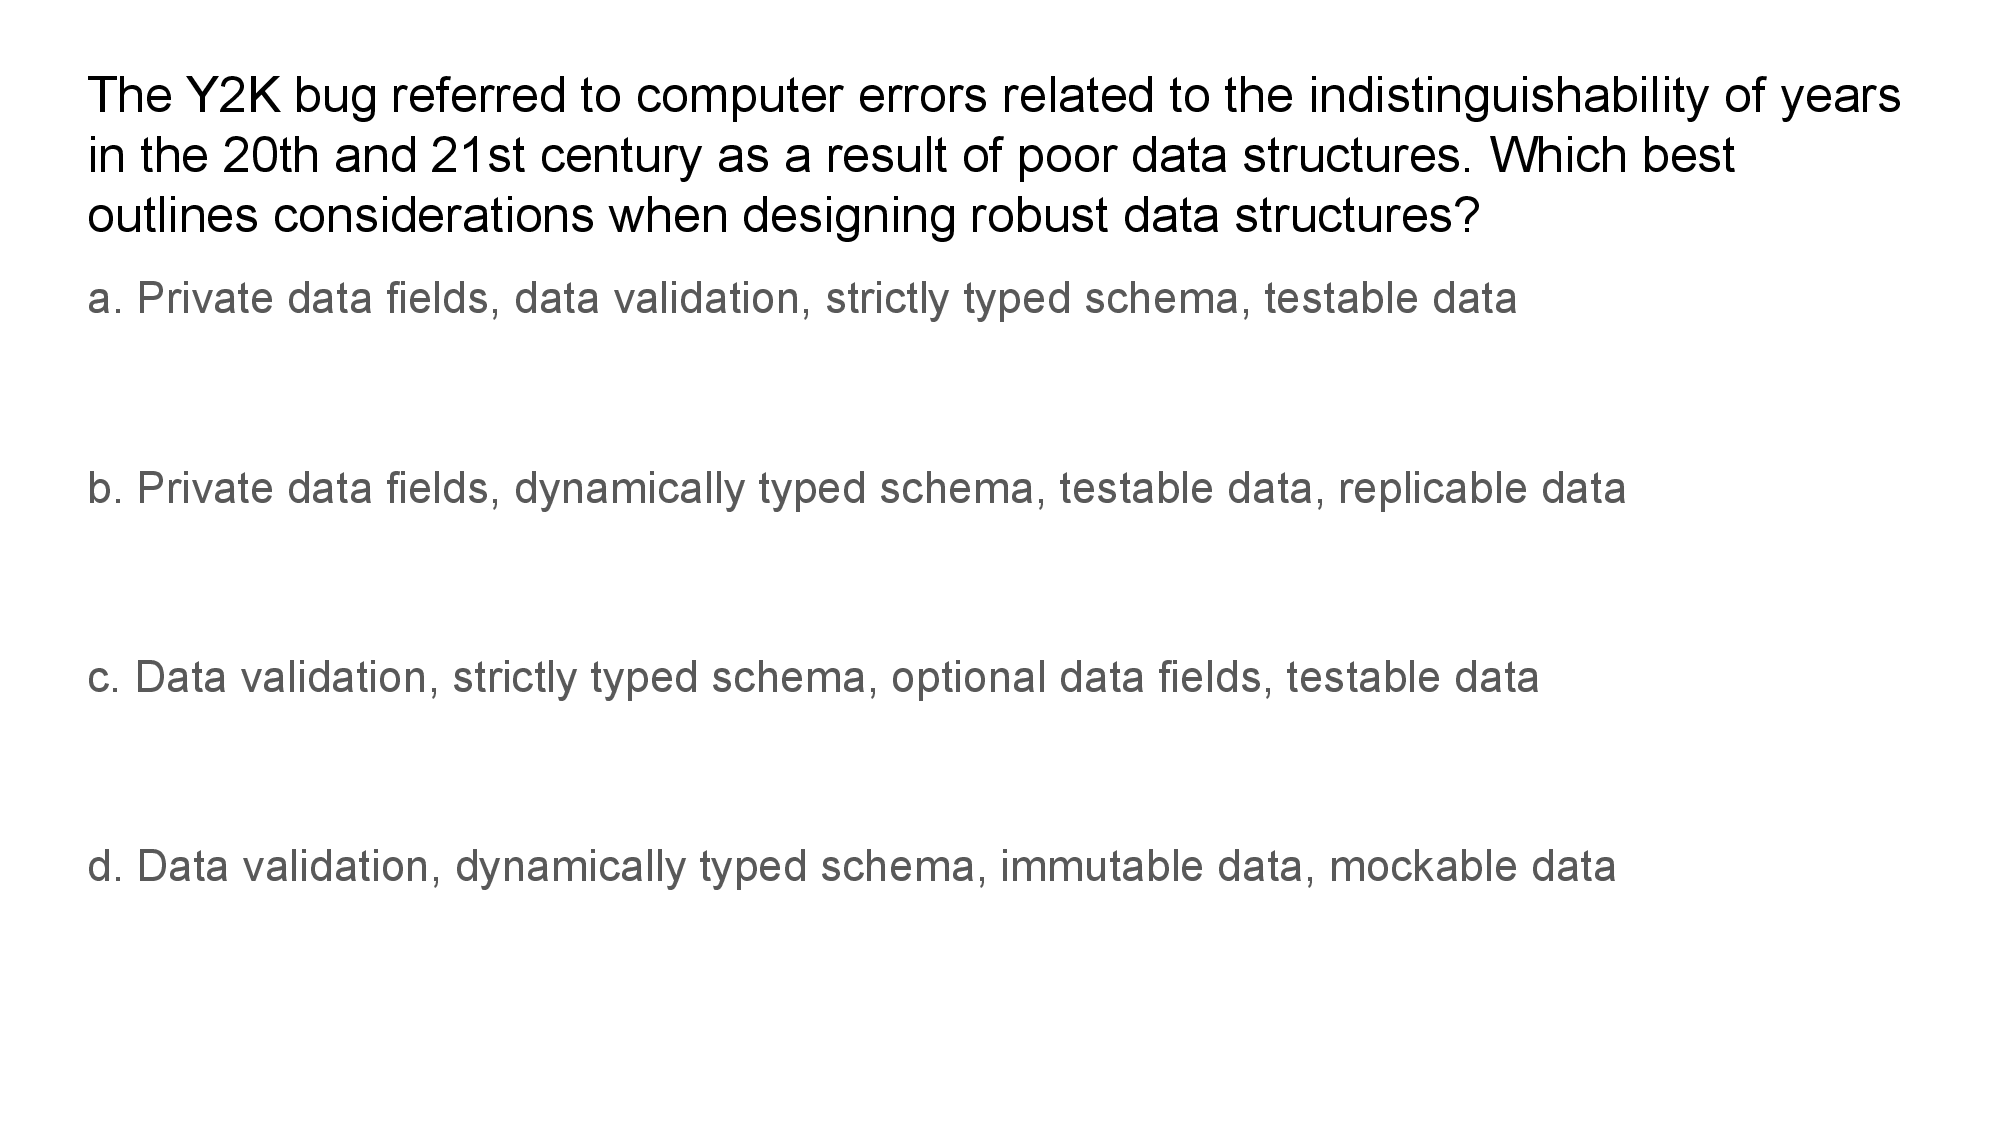 The Y2K bug referred to computer errors related to the indistinguishability of years
in the 20th and 21st century as a result of poor data structures. Which best
outlines considerations when designing robust data structures?
a. Private data fields, data validation, strictly typed schema, testable data
b. Private data fields, dynamically typed schema, testable data, replicable data
c. Data validation, strictly typed schema, optional data fields, testable data
d. Data validation, dynamically typed schema, immutable data, mockable data